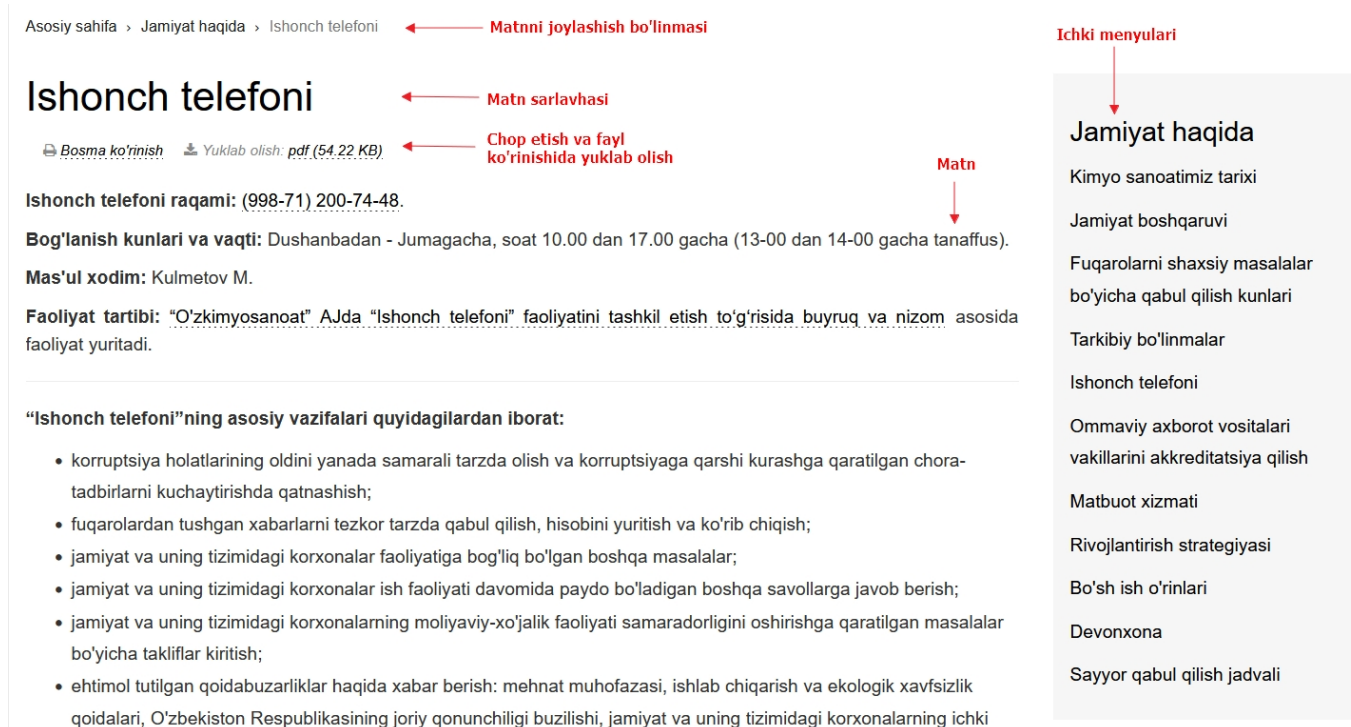 Asosiy sahifa › Jamiyat haqida › Ishonch telefoni
Matnni joylashish bo'linmasi
Ishonch telefoni
Matn sarlavhasi
Bosma ko'rinish Yuklab olish: pdf (54.22 KB)
Chop etish va fayl
ko'rinishida yuklab olish
Matn
Ishonch telefoni raqami: (998-71) 200-74-48.
Bog'lanish kunlari va vaqti: Dushanbadan - Jumagacha, soat 10.00 dan 17.00 gacha (13-00 dan 14-00 gacha tanaffus).
Mas'ul xodim: Kulmetov M.
Faoliyat tartibi: “O'zkimyosanoat” AJda “Ishonch telefoni” faoliyatini tashkil etish to‘g‘risida buyruq va nizom asosida
faoliyat yuritadi.
“Ishonch telefoni”ning asosiy vazifalari quyidagilardan iborat:
• korruptsiya holatlarining oldini yanada samarali tarzda olish va korruptsiyaga qarshi kurashga qaratilgan chora-
tadbirlarni kuchaytirishda qatnashish;
• fuqarolardan tushgan xabarlarni tezkor tarzda qabul qilish, hisobini yuritish va ko'rib chiqish;
• jamiyat va uning tizimidagi korxonalar faoliyatiga bog'liq bo'lgan boshqa masalalar;
• jamiyat va uning tizimidagi korxonalar ish faoliyati davomida paydo bo'ladigan boshqa savollarga javob berish;
• jamiyat va uning tizimidagi korxonalarning moliyaviy-xo'jalik faoliyati samaradorligini oshirishga qaratilgan masalalar
bo'yicha takliflar kiritish;
• ehtimol tutilgan qoidabuzarliklar haqida xabar berish: mehnat muhofazasi, ishlab chiqarish va ekologik xavfsizlik
qoidalari, O'zbekiston Respublikasining joriy qonunchiligi buzilishi, jamiyat va uning tizimidagi korxonalarning ichki
Ichki menyulari
Jamiyat haqida
Kimyo sanoatimiz tarixi
Jamiyat boshqaruvi
Fuqarolarni shaxsiy masalalar
bo'yicha qabul qilish kunlari
Tarkibiy bo'linmalar
Ishonch telefoni
Ommaviy axborot vositalari
vakillarini akkreditatsiya qilish
Matbuot xizmati
Rivojlantirish strategiyasi
Bo'sh ish o'rinlari
Devonxona
Sayyor qabul qilish jadvali